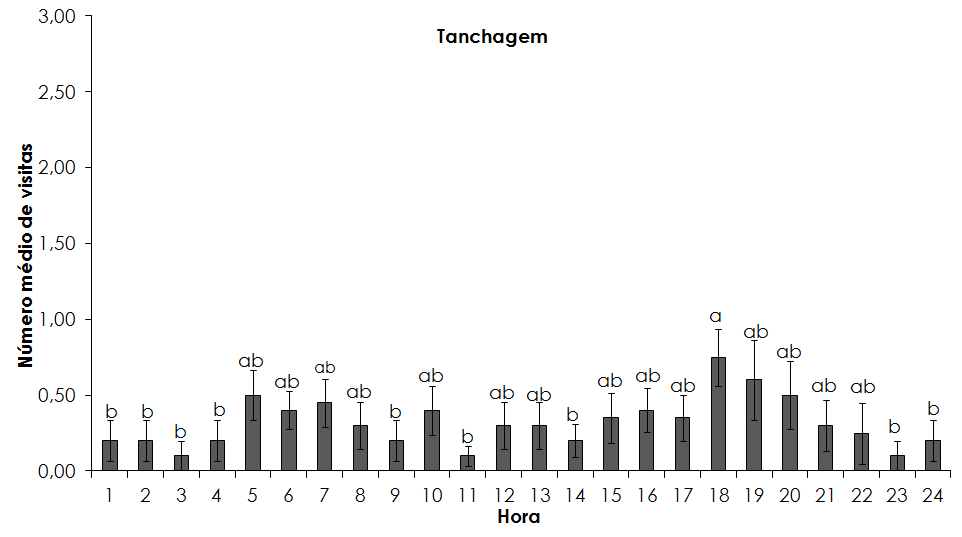 Tanchagem
Número médio de visitas
3,00
2,50
2,00
1,50
1,00
0,50
0,00
b b b b ab ab ab ab b ab b ab ab b ab ab ab a ab ab ab ab b b
1 2 3 4 5 6 7 8 9 10 11 12 13 14 15 16 17 18 19 20 21 22 23 24
Hora